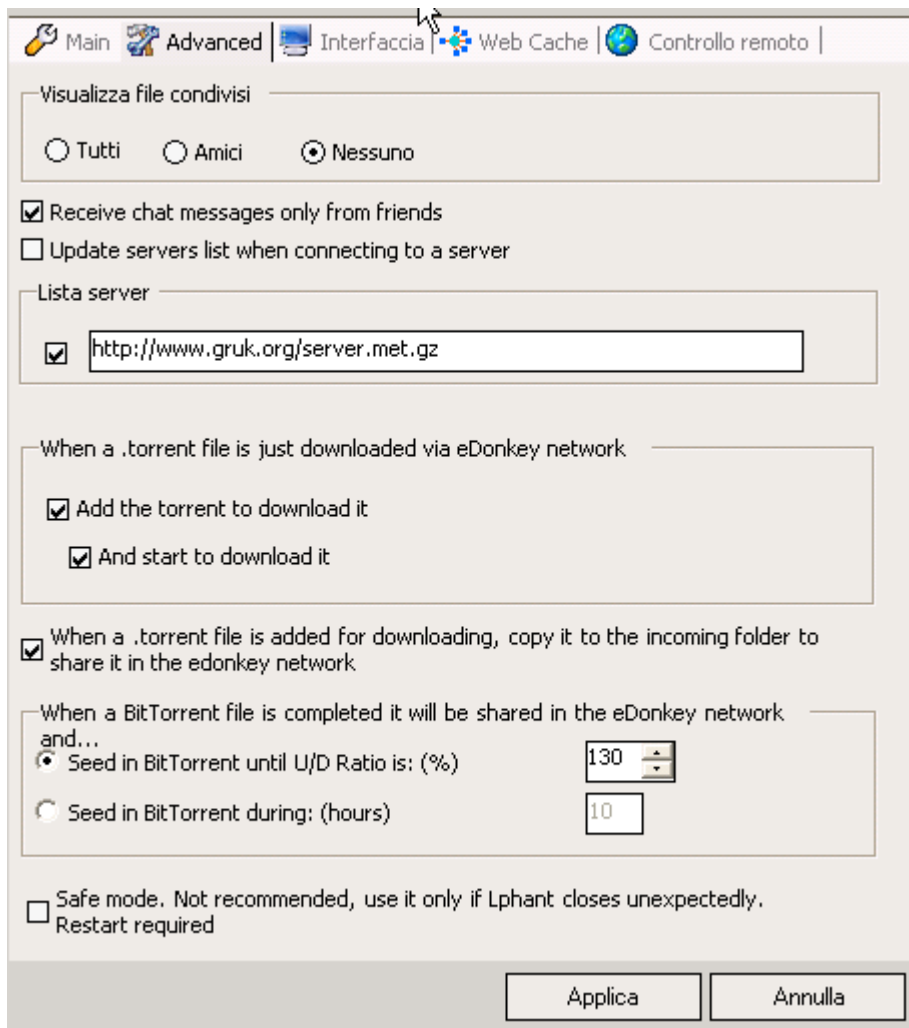 Main Advanced Interfaccia Web Cache Controllo remoto
Visualizza file condivisi
Tutti Amici Nessuno
Receive chat messages only from friends
Update servers list when connecting to a server
Lista server
http://www.gruk.org/server.met.gz
When a .torrent file is just downloaded via eDonkey network
Add the torrent to download it
And start to download it
When a .torrent file is added for downloading, copy it to the incoming folder to
share it in the edonkey network
When a BitTorrent file is completed it will be shared in the eDonkey network
and...
Seed in BitTorrent until U/D Ratio is: (%) 130
Seed in BitTorrent during: (hours) 10
Safe mode. Not recommended, use it only if Lphant closes unexpectedly.
Restart required
Applica Annulla